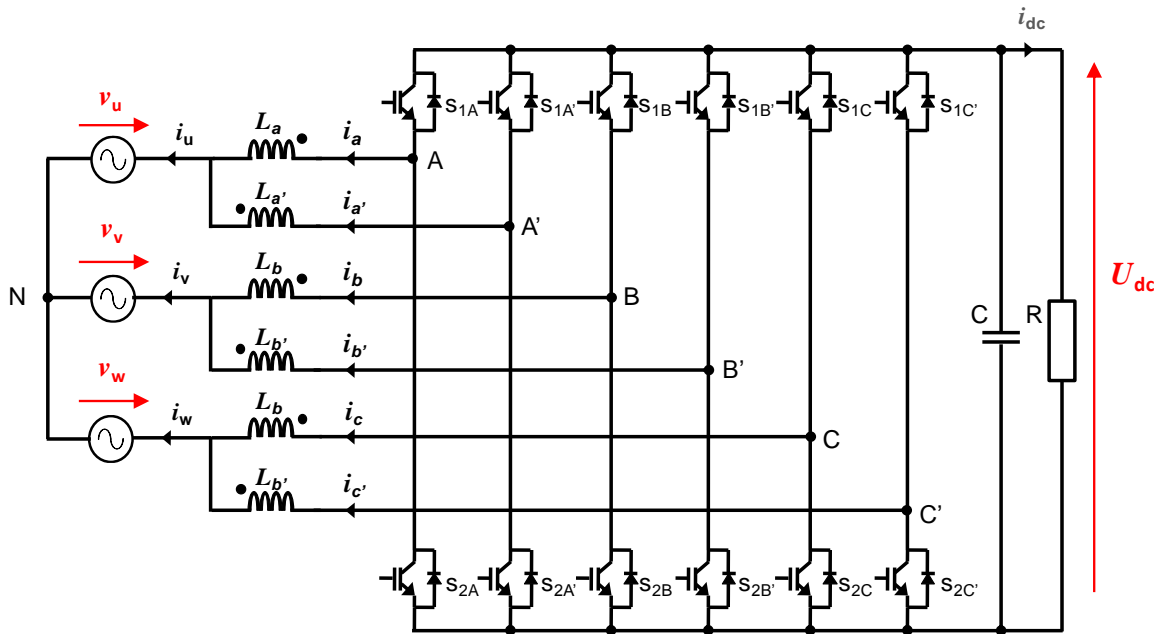 i_dc
S_1A S_1A' S_1B S_1B' S_1C S_1C'
v_u
i_u L_a i_a A
L_a' i_a' A'
v_v
N i_v L_b i_b B
L_b' i_b' B'
U_dc
C R
v_w
i_w L_b i_c C
L_b' i_c' C'
S_2A S_2A' S_2B S_2B' S_2C S_2C'